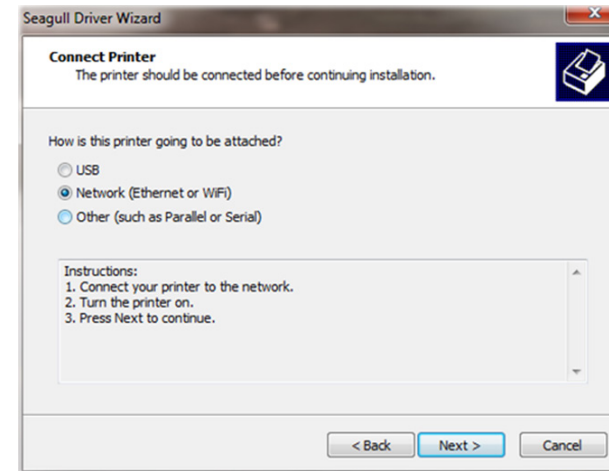 Seagull Driver Wizard
Connect Printer
The printer should be connected before continuing installation.
How is this printer going to be attached?
USB
Network (Ethernet or WiFi)
Other (such as Parallel or Serial)
Instructions:
1. Connect your printer to the network.
2. Turn the printer on.
3. Press Next to continue.
< Back
Next >
Cancel